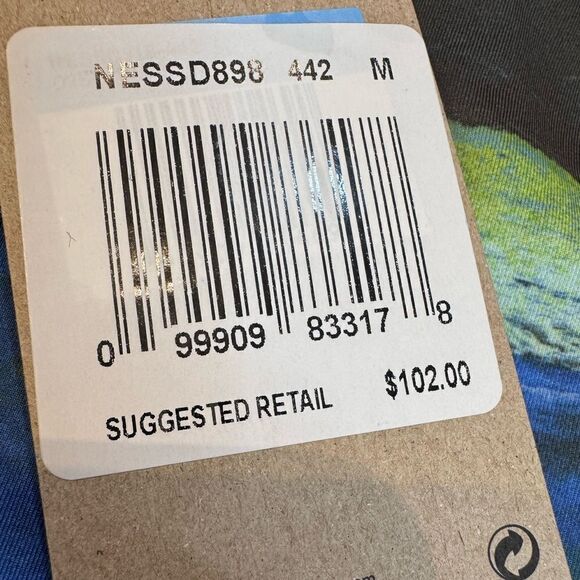 NESSD898 442 M
0 99909 83317 8
SUGGESTED RETAIL $102.00